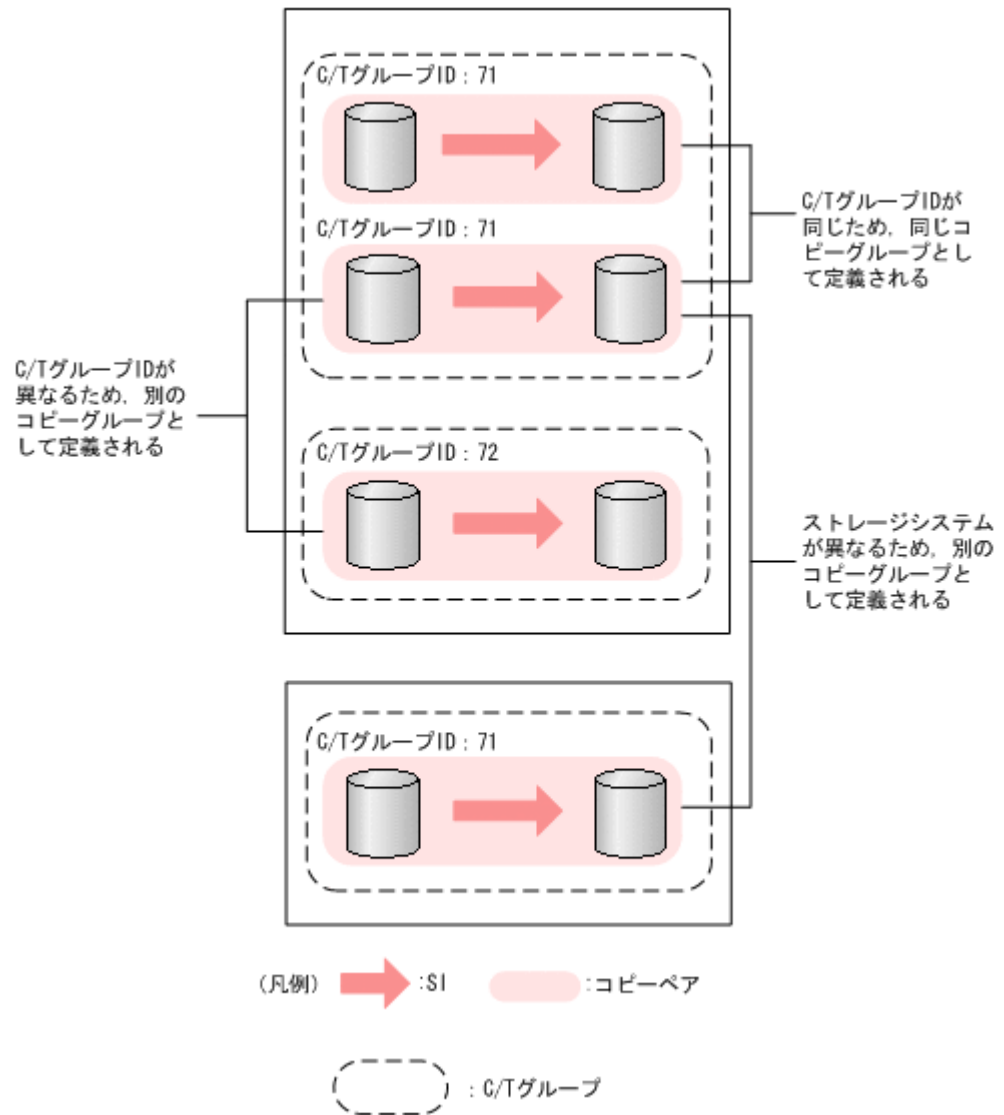 C/TグループID：71
C/TグループID：71
C/TグループIDが
同じため，同じコ
ピーグループとし
て定義される
C/TグループIDが
異なるため，別の
コピーグループと
して定義される
C/TグループID：72
ストレージシステム
が異なるため，別の
コピーグループと
して定義される
C/TグループID：71
(凡例) :SI :コピーペア
：C/Tグループ